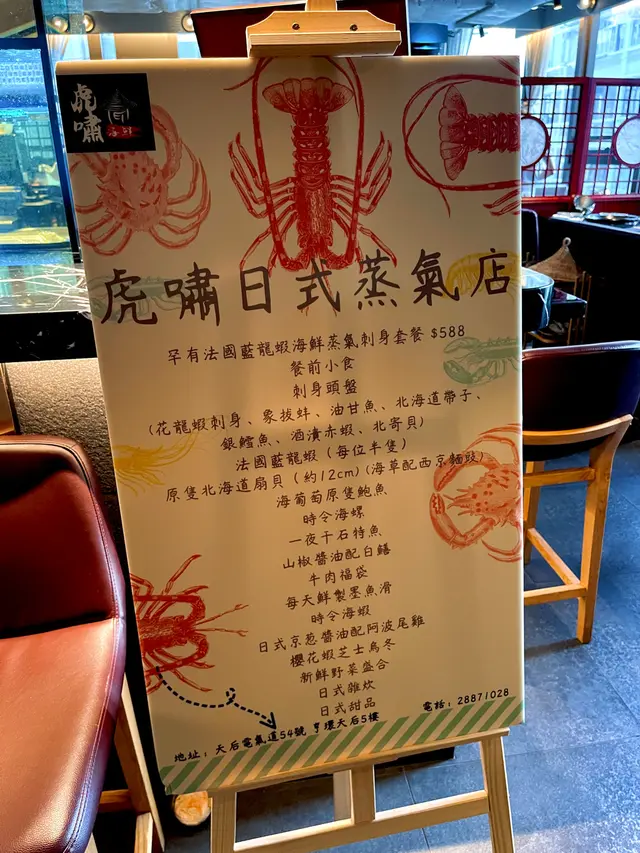 虎嘯
虎嘯日式蒸氣店
罕有法國藍龍蝦海鮮蒸氣刺身套餐 $588
餐前小食
刺身頭盤
(花龍蝦刺身、象拔蚌、油甘魚、北海道帶子、
銀鱈魚、酒漬赤蝦、北寄貝)
法國藍龍蝦 (每位半隻)
原隻北海道扇貝 (約12cm) (海草配西京麵豉)
海葡萄原隻鮑魚
時令海螺
一夜干石特魚
山椒醬油配白鱔
牛肉福袋
每天鮮製墨魚滑
時令海蝦
日式京葱醬油配阿波尾雞
櫻花蝦芝士烏冬
新鮮野菜盛合
日式雜炊
日式甜品
電話: 28871028
地址: 天后電氣道54號 亨環天后5樓